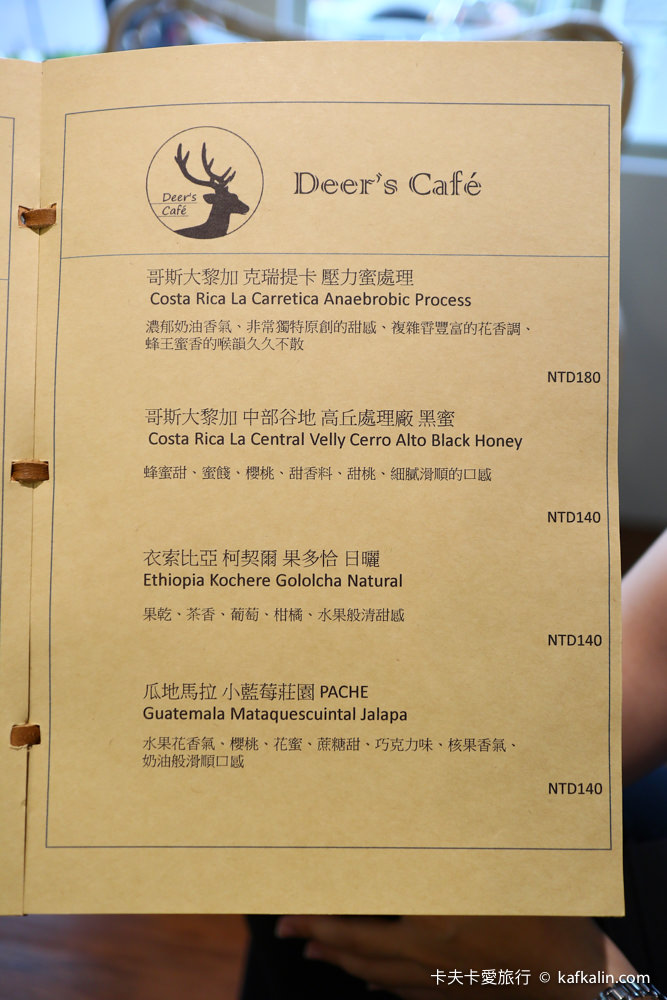 Deer's
Café
Deer's Café
哥斯大黎加 克瑞提卡 壓力蜜處理
Costa Rica La Carretica Anaebrobic Process
濃郁奶油香氣、非常獨特原創的甜感、複雜香豐富的花香調、
蜂王蜜香的喉韻久久不散
NTD180
哥斯大黎加 中部谷地 高丘處理廠 黑蜜
Costa Rica La Central Velly Cerro Alto Black Honey
蜂蜜甜、蜜餞、櫻桃、甜香料、甜桃、細膩滑順的口感
NTD140
衣索比亞 柯契爾 果多恰 日曬
Ethiopia Kochere Gololcha Natural
果乾、茶香、葡萄、柑橘、水果般清甜感
NTD140
瓜地馬拉 小藍莓莊園 PACHE
Guatemala Mataquescuintal Jalapa
水果花香氣、櫻桃、花蜜、蔗糖甜、巧克力味、核果香氣、
奶油般滑順口感
NTD140
卡夫卡愛旅行 © kafkalin.com